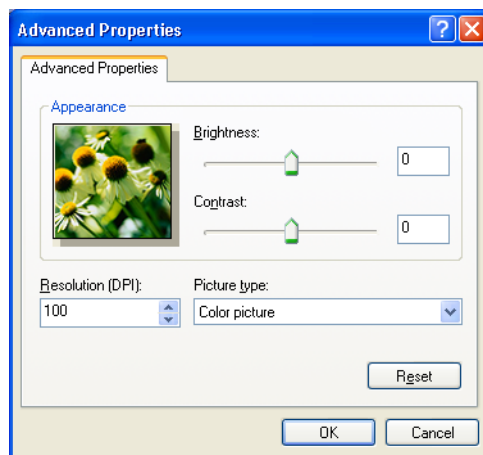 Advanced Properties
Advanced Properties
Appearance
Brightness:
0
Contrast:
0
Resolution (DPI):
Picture type:
100
Color picture
Reset
OK
Cancel